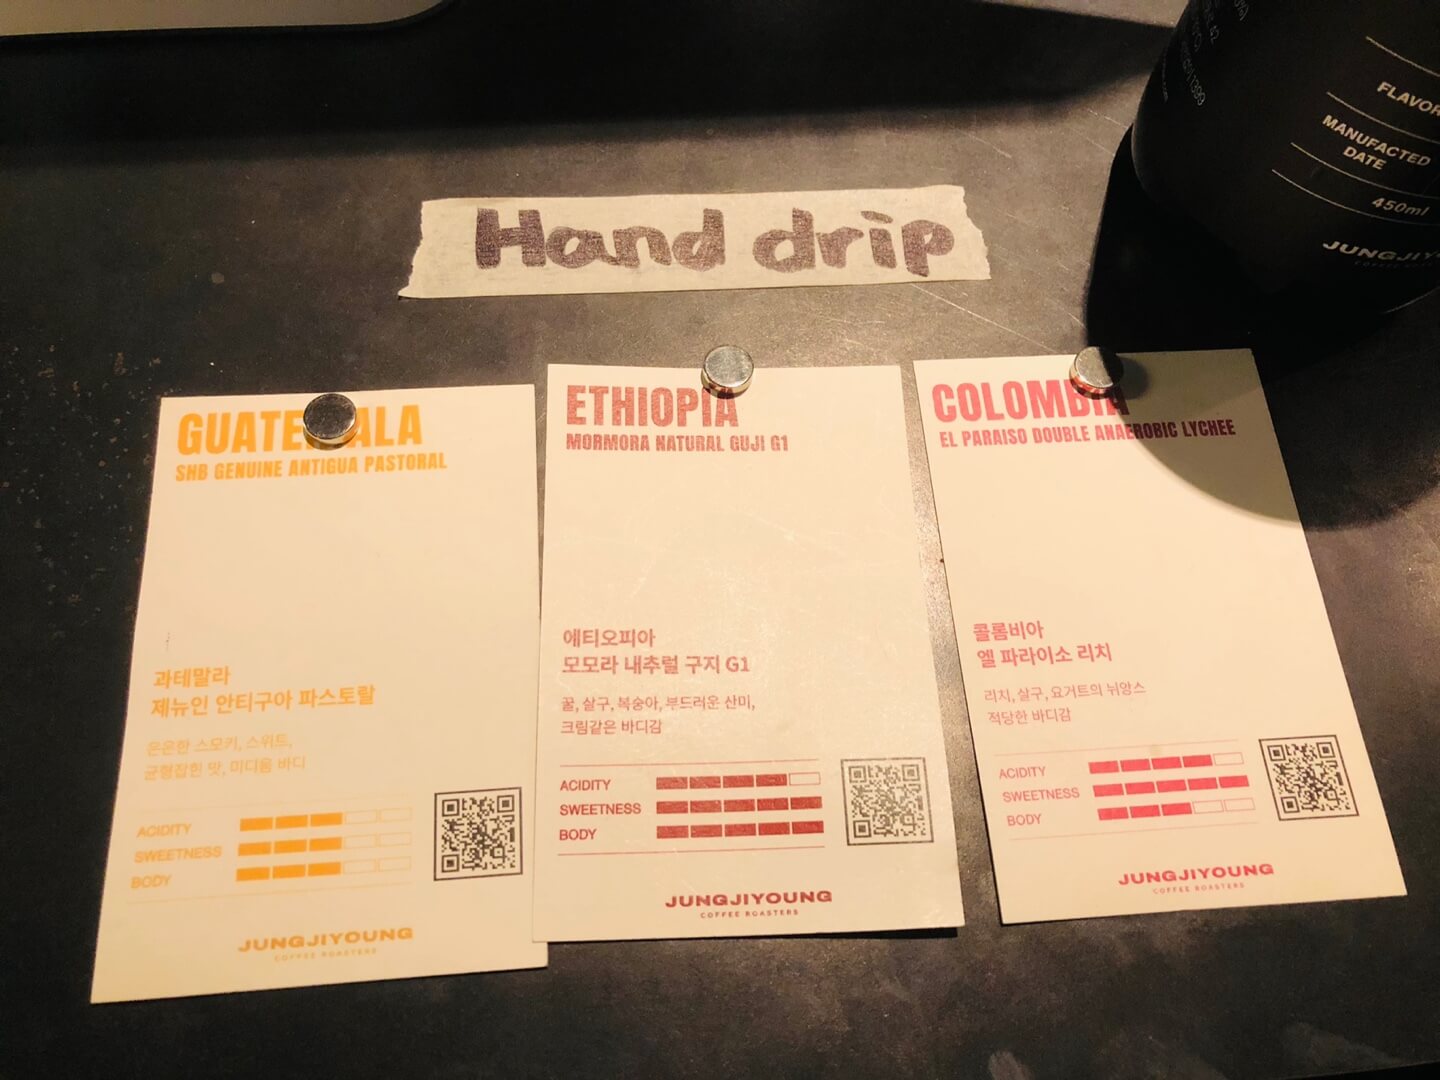 FLAVOR
MANUFACTED
DATE
450ml
JUNGJIY
Hand drip
GUATEMALA
SHB GENUINE ANTIGUA PASTORAL
과테말라
제뉴인 안티구아 파스토랄
은은한 스모키, 스위트,
균형잡힌 맛, 미디움 바디
ACIDITY
SWEETNESS
BODY
JUNGJIYOUNG
COFFEE ROASTERS
ETHIOPIA
MORMORA NATURAL GUJI G1
에티오피아
모모라 내추럴 구지 G1
꿀, 살구, 복숭아, 부드러운 산미,
크림같은 바디감
ACIDITY
SWEETNESS
BODY
JUNGJIYOUNG
COFFEE ROASTERS
COLOMBIA
EL PARAISO DOUBLE ANAEROBIC LYCHEE
콜롬비아
엘 파라이소 리치
리치, 살구, 요거트의 뉘앙스
적당한 바디감
ACIDITY
SWEETNESS
BODY
JUNGJIYOUNG
COFFEE ROASTERS